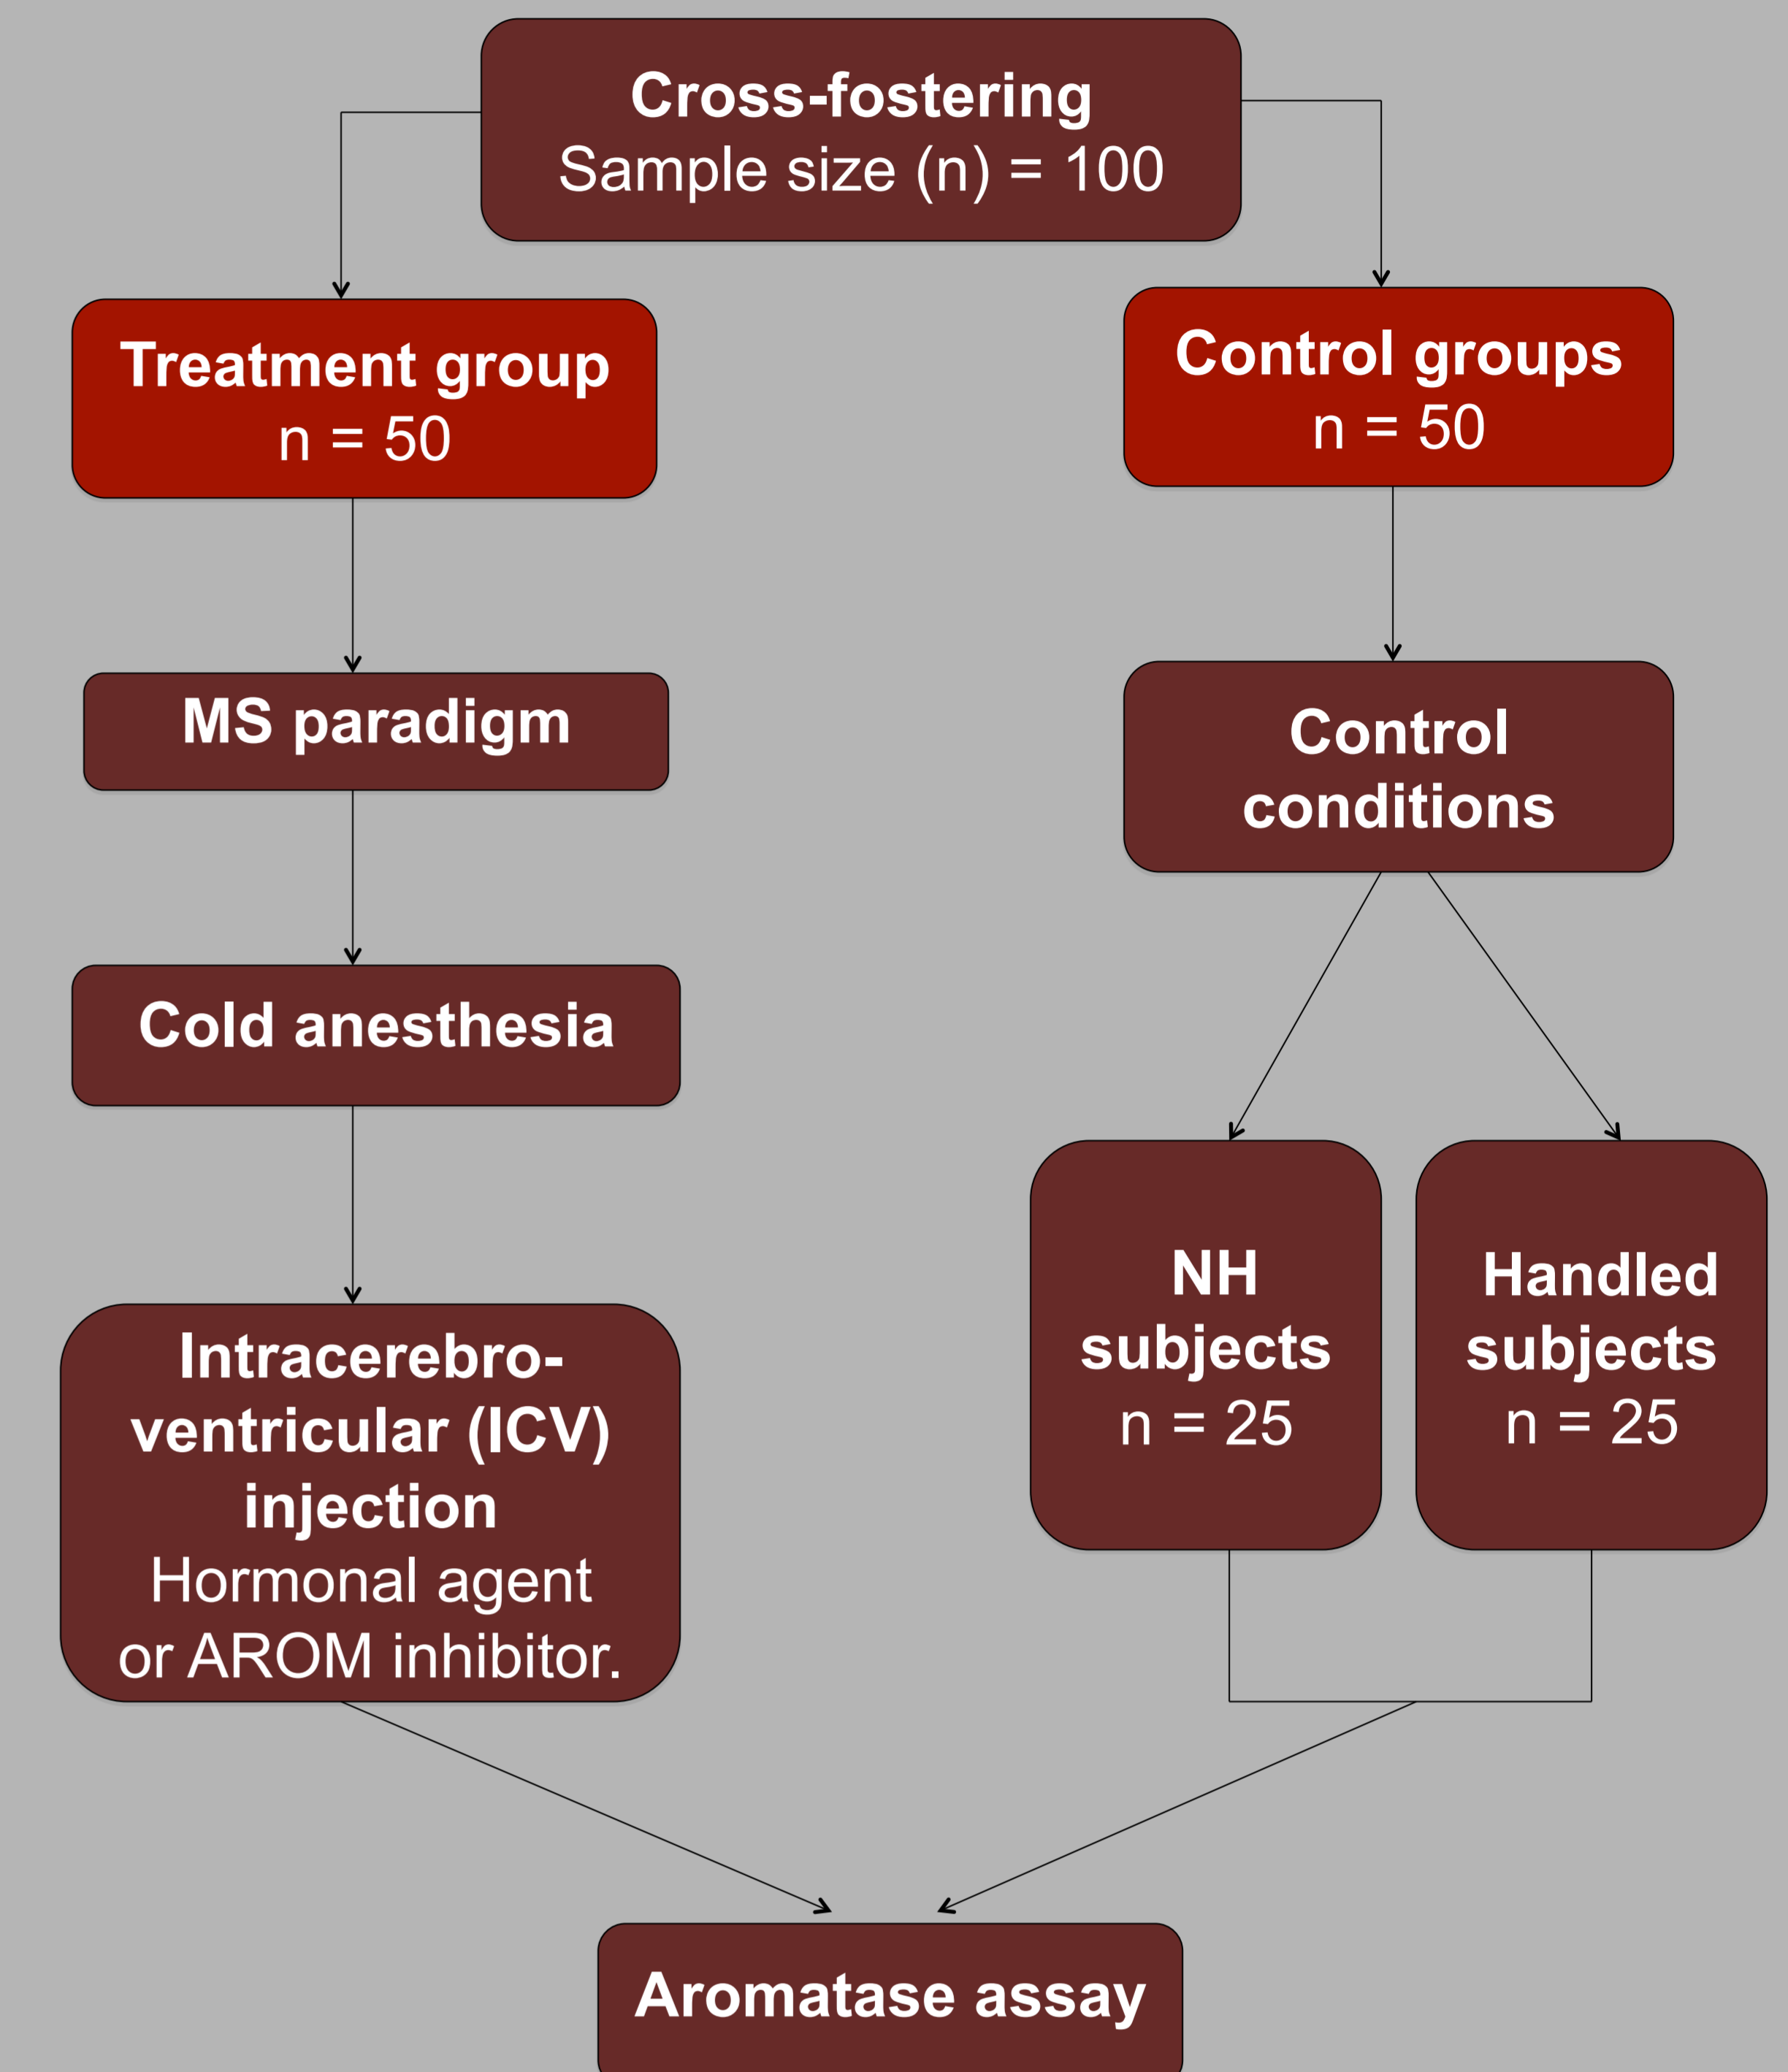 Cross-fostering
Sample size (n) = 100
Treatment group
n = 50
Control groups
n = 50
MS paradigm
Control
conditions
Cold anesthesia
NH
subjects
n = 25
Handled
subjects
n = 25
Intracerebro-
ventricular (ICV)
injection
Hormonal agent
or AROM inhibitor.
Aromatase assay